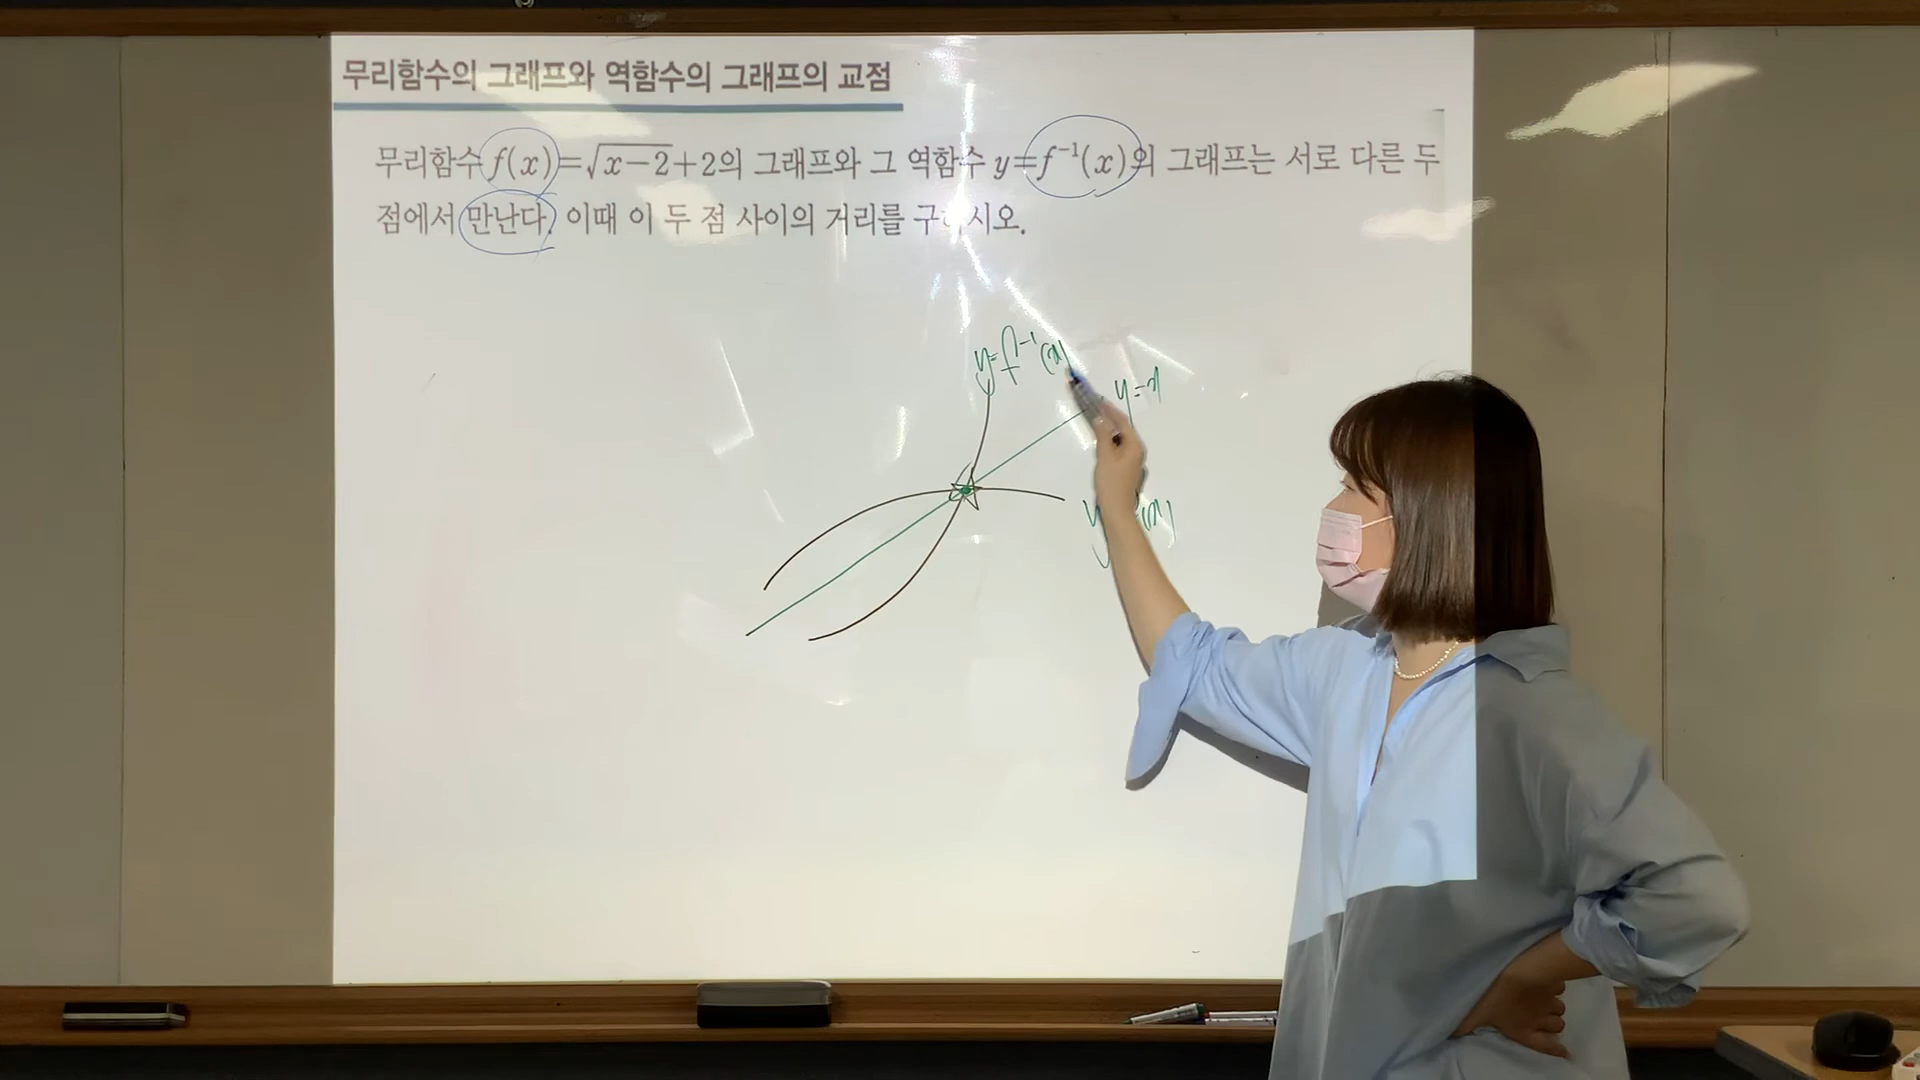 무리함수의 그래프와 역함수의 그래프의 교점
무리함수 f(x)=√x-2+2의 그래프와 그 역함수 y=f⁻¹(x)의 그래프는 서로 다른 두
점에서 만난다. 이때 이 두 점 사이의 거리를 구 시오.
y=f⁻¹(x)
y=x
y (x)